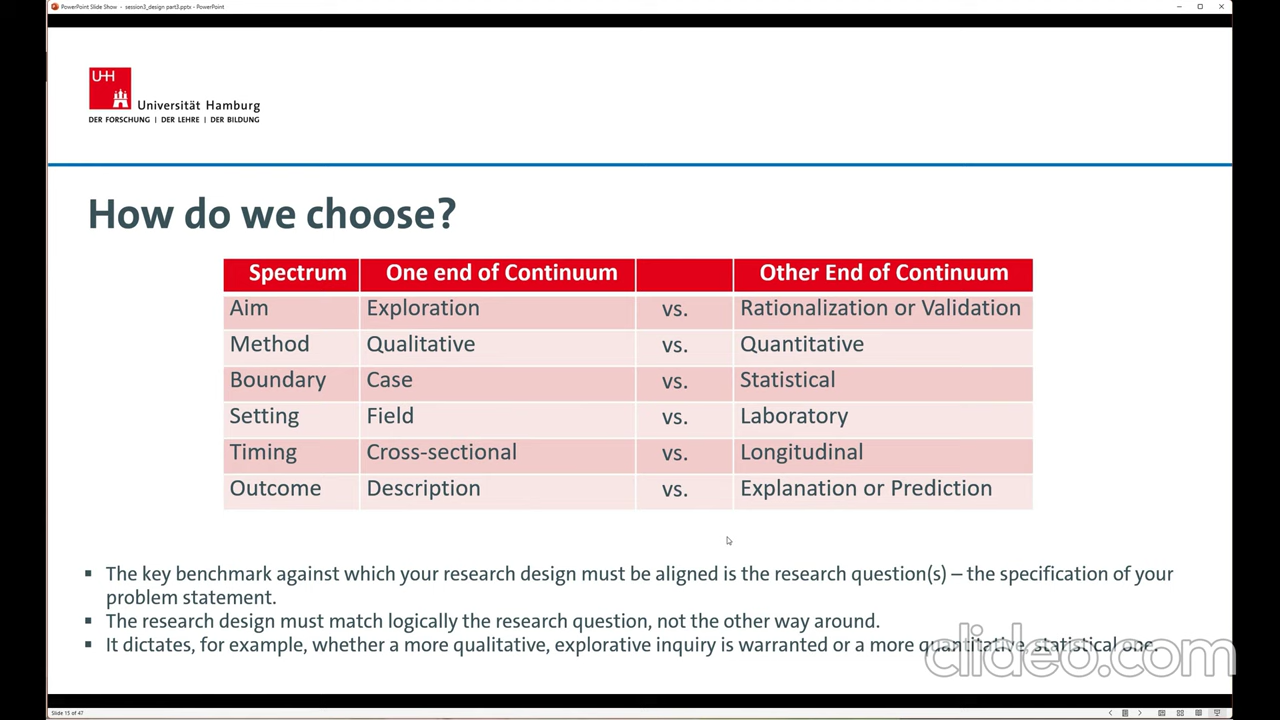 PowerPoint Slide Show - session3_design part3.pptx - PowerPoint
UHH
Universität Hamburg
DER FORSCHUNG | DER LEHRE | DER BILDUNG
How do we choose?
Spectrum One end of Continuum Other End of Continuum
Aim Exploration vs. Rationalization or Validation
Method Qualitative vs. Quantitative
Boundary Case vs. Statistical
Setting Field vs. Laboratory
Timing Cross-sectional vs. Longitudinal
Outcome Description vs. Explanation or Prediction
▪ The key benchmark against which your research design must be aligned is the research question(s) – the specification of your
problem statement.
▪ The research design must match logically the research question, not the other way around.
▪ It dictates, for example, whether a more qualitative, explorative inquiry is warranted or a more quantitative, statistical one.
clideo.com
Slide 15 of 47